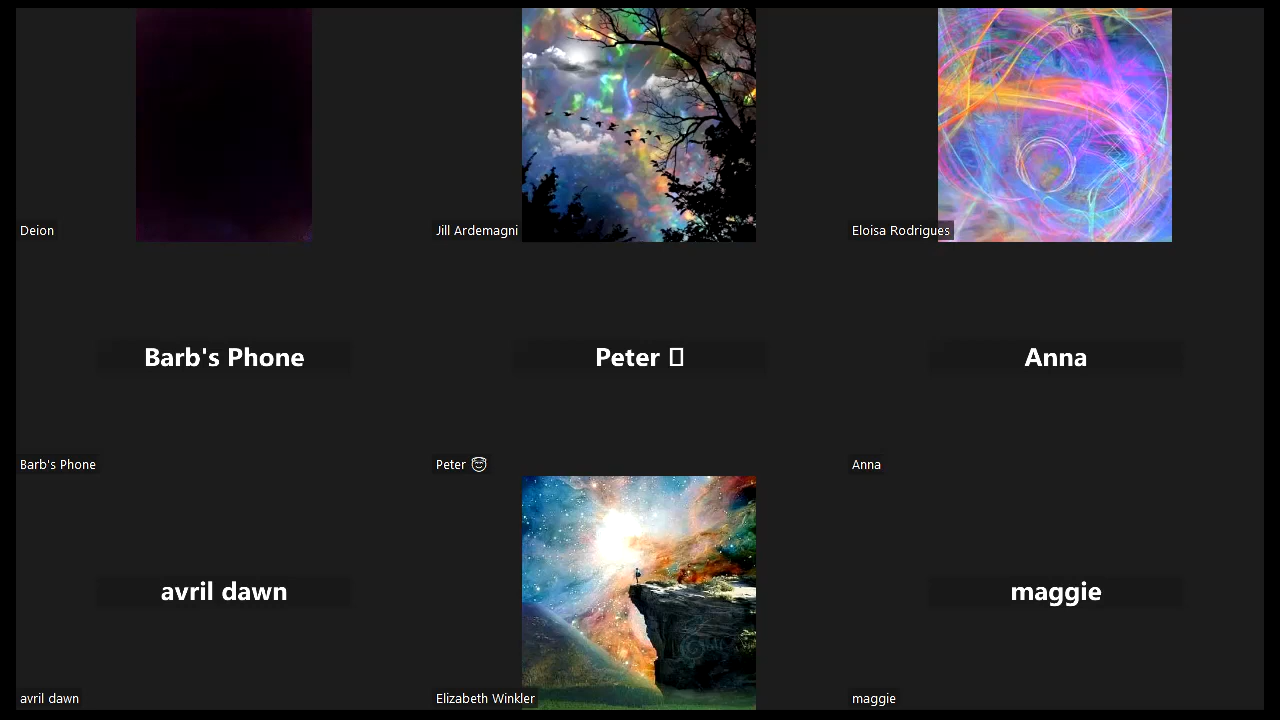 Deion
Jill Ardemagni
Eloisa Rodrigues
Barb's Phone
Peter
Anna
Barb's Phone
Peter 😇
Anna
avril dawn
maggie
avril dawn
Elizabeth Winkler
maggie